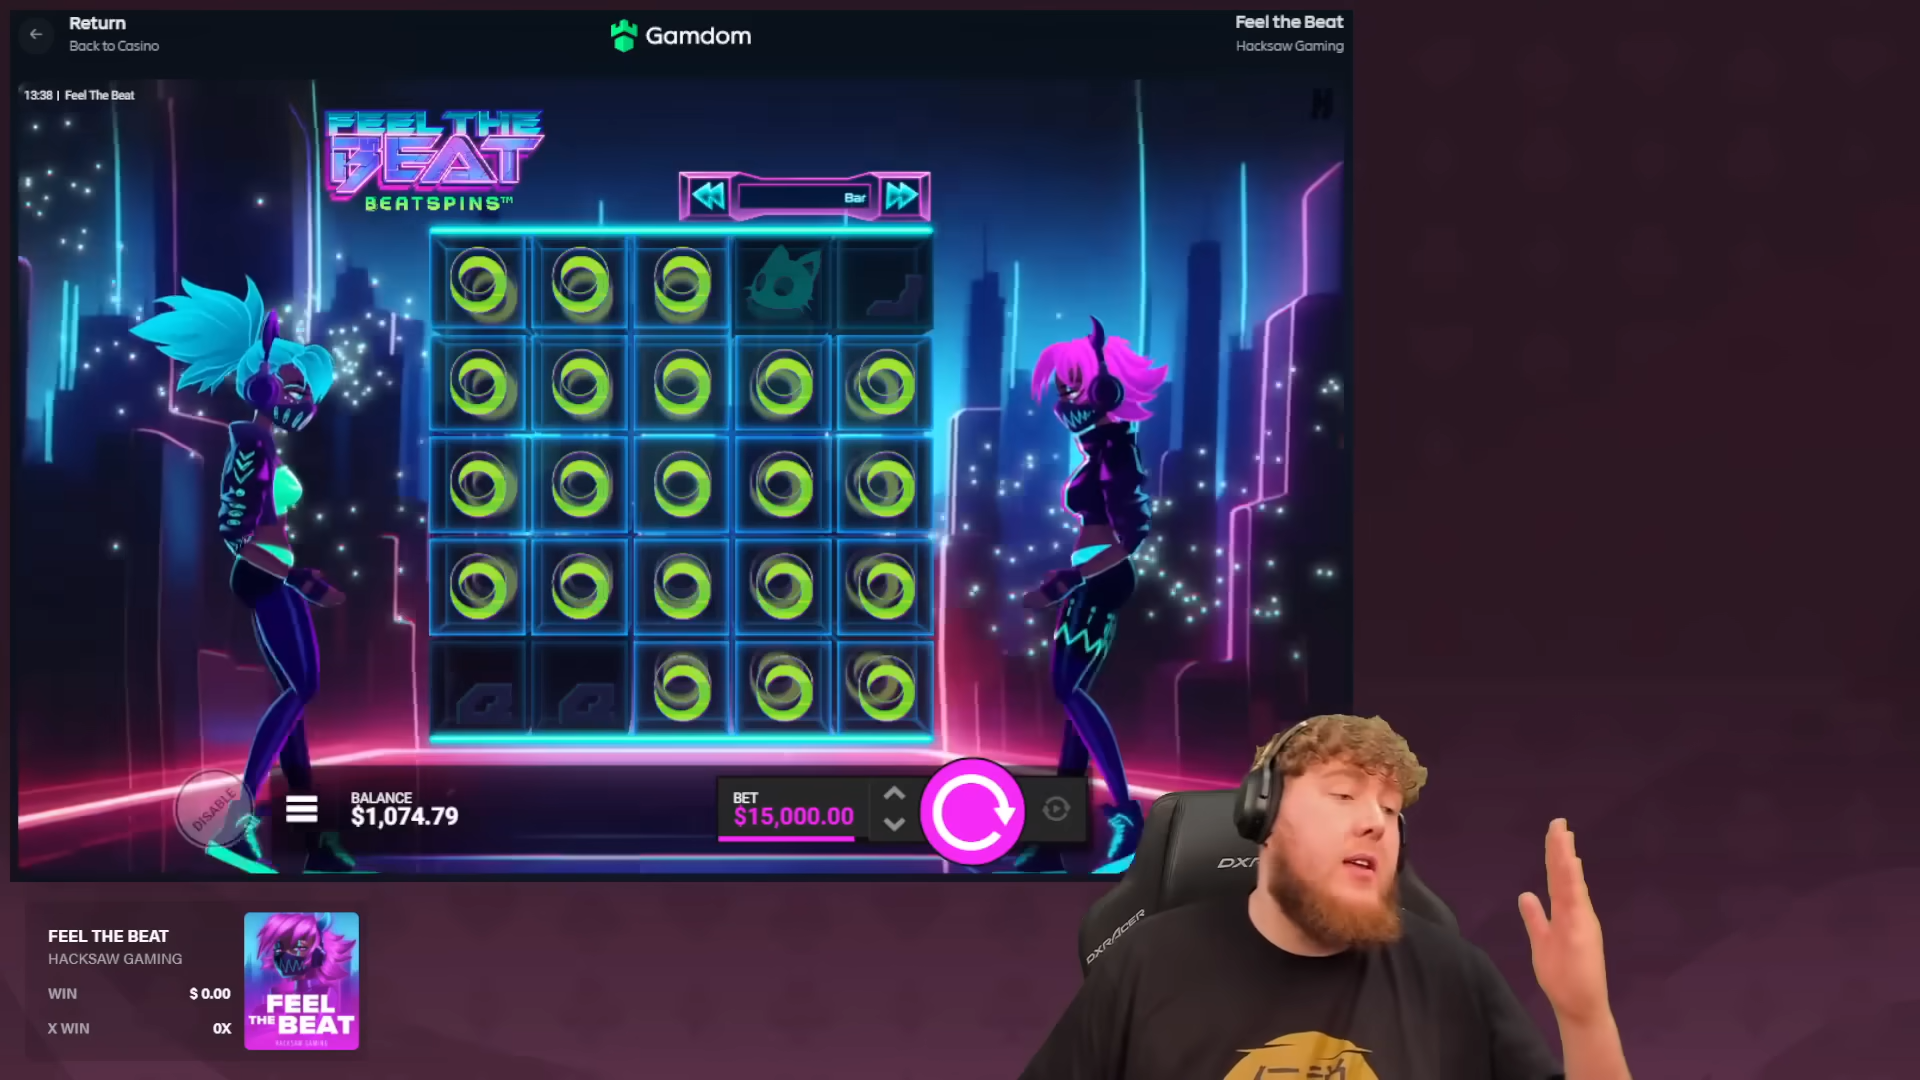 Return
Back to Casino
Gamdom
Feel the Beat
Hacksaw Gaming
13:38 | Feel The Beat
FEEL THE
BEAT
BEATSPINS™
Bar
DISABLE
BALANCE
$1,074.79
BET
$15,000.00
FEEL THE BEAT
HACKSAW GAMING
WIN
$ 0.00
X WIN
0X
FEEL
THE BEAT
HACKSAW GAMING
DXRACER